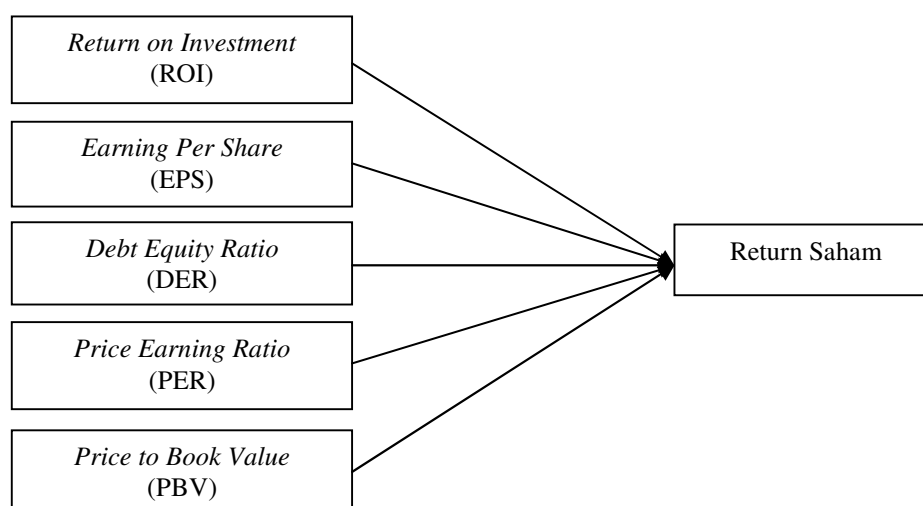 Return on Investment
(ROI)
Earning Per Share
(EPS)
Debt Equity Ratio
(DER)
Return Saham
Price Earning Ratio
(PER)
Price to Book Value
(PBV)